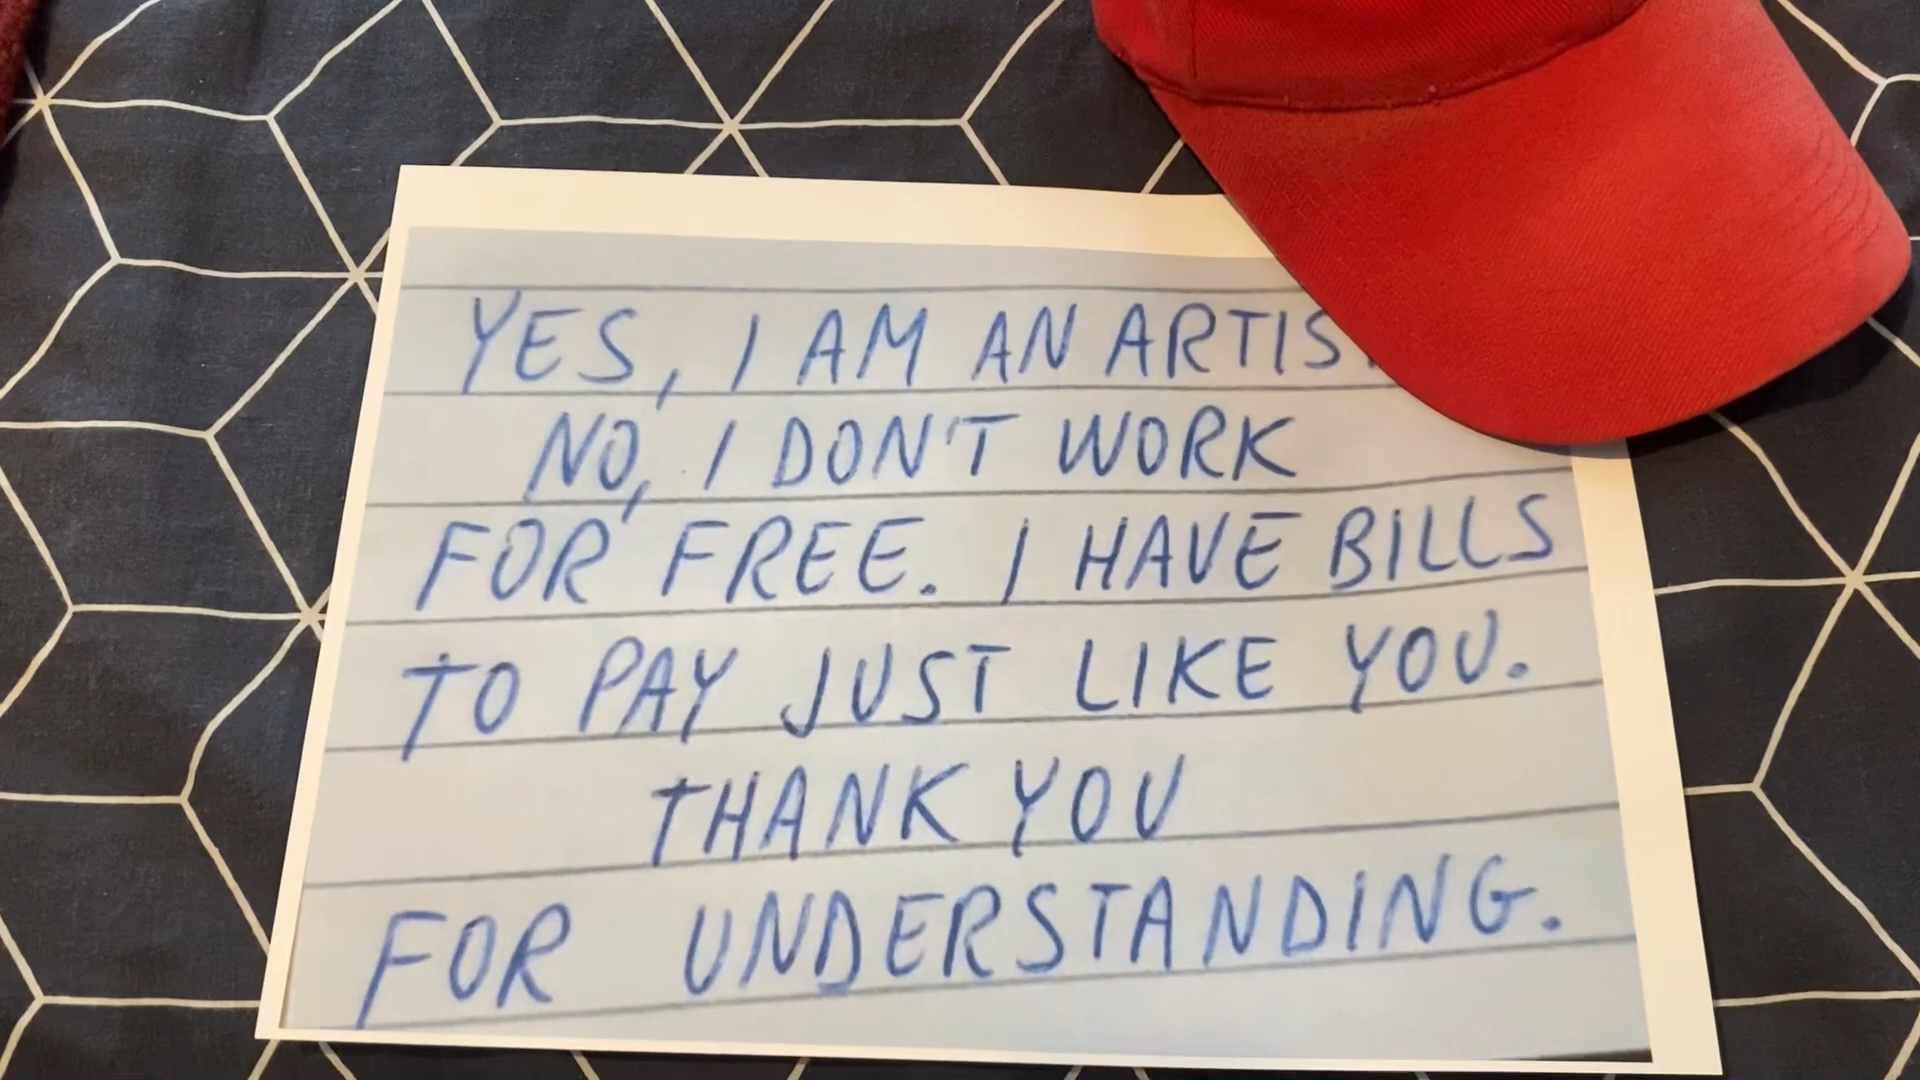 YES, I AM AN ARTIST
NO, I DON'T WORK
FOR FREE. I HAVE BILLS
TO PAY JUST LIKE YOU.
THANK YOU
FOR UNDERSTANDING.